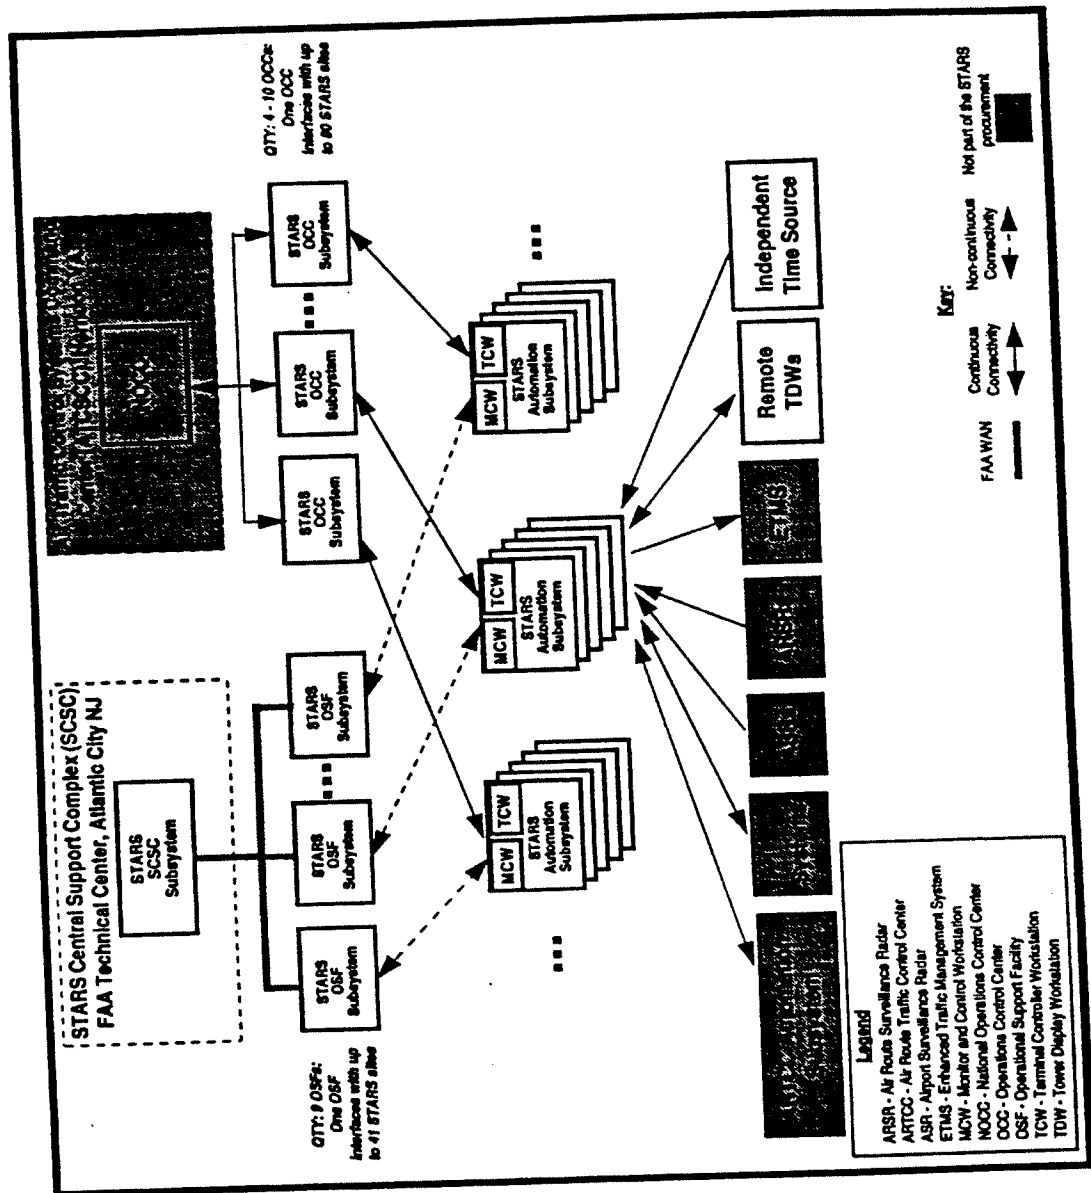 STARS Central Support Complex (SCSC),
FAA Technical Center, Atlantic City NJ
STARS
SCSC
Subsystem
NOCC
QTY: 4 - 10 OCCs:
One OCC
interfaces with up
to 80 STARS sites
QTY: 9 OSFs:
One OSF
interfaces with up
to 41 STARS sites
STARS
OSF
Subsystem
STARS
OSF
Subsystem
STARS
OSF
Subsystem
STARS
OCC
Subsystem
STARS
OCC
Subsystem
STARS
OCC
Subsystem
MCW TCW
STARS
Automation
Subsystem
MCW TCW
STARS
Automation
Subsystem
MCW TCW
STARS
Automation
Subsystem
ASR
ARSR
ETMS
Remote
TDWs
Independent
Time Source
Legend
ARSR - Air Route Surveillance Radar
ARTCC - Air Route Traffic Control Center
ASR - Airport Surveillance Radar
ETMS - Enhanced Traffic Management System
MCW - Monitor and Control Workstation
NOCC - National Operations Control Center
OCC - Operations Control Center
OSF - Operational Support Facility
TCW - Terminal Controller Workstation
TDW - Tower Display Workstation
Key:
FAA WAN
Continuous
Connectivity
Non-continuous
Connectivity
Not part of the STARS
procurement